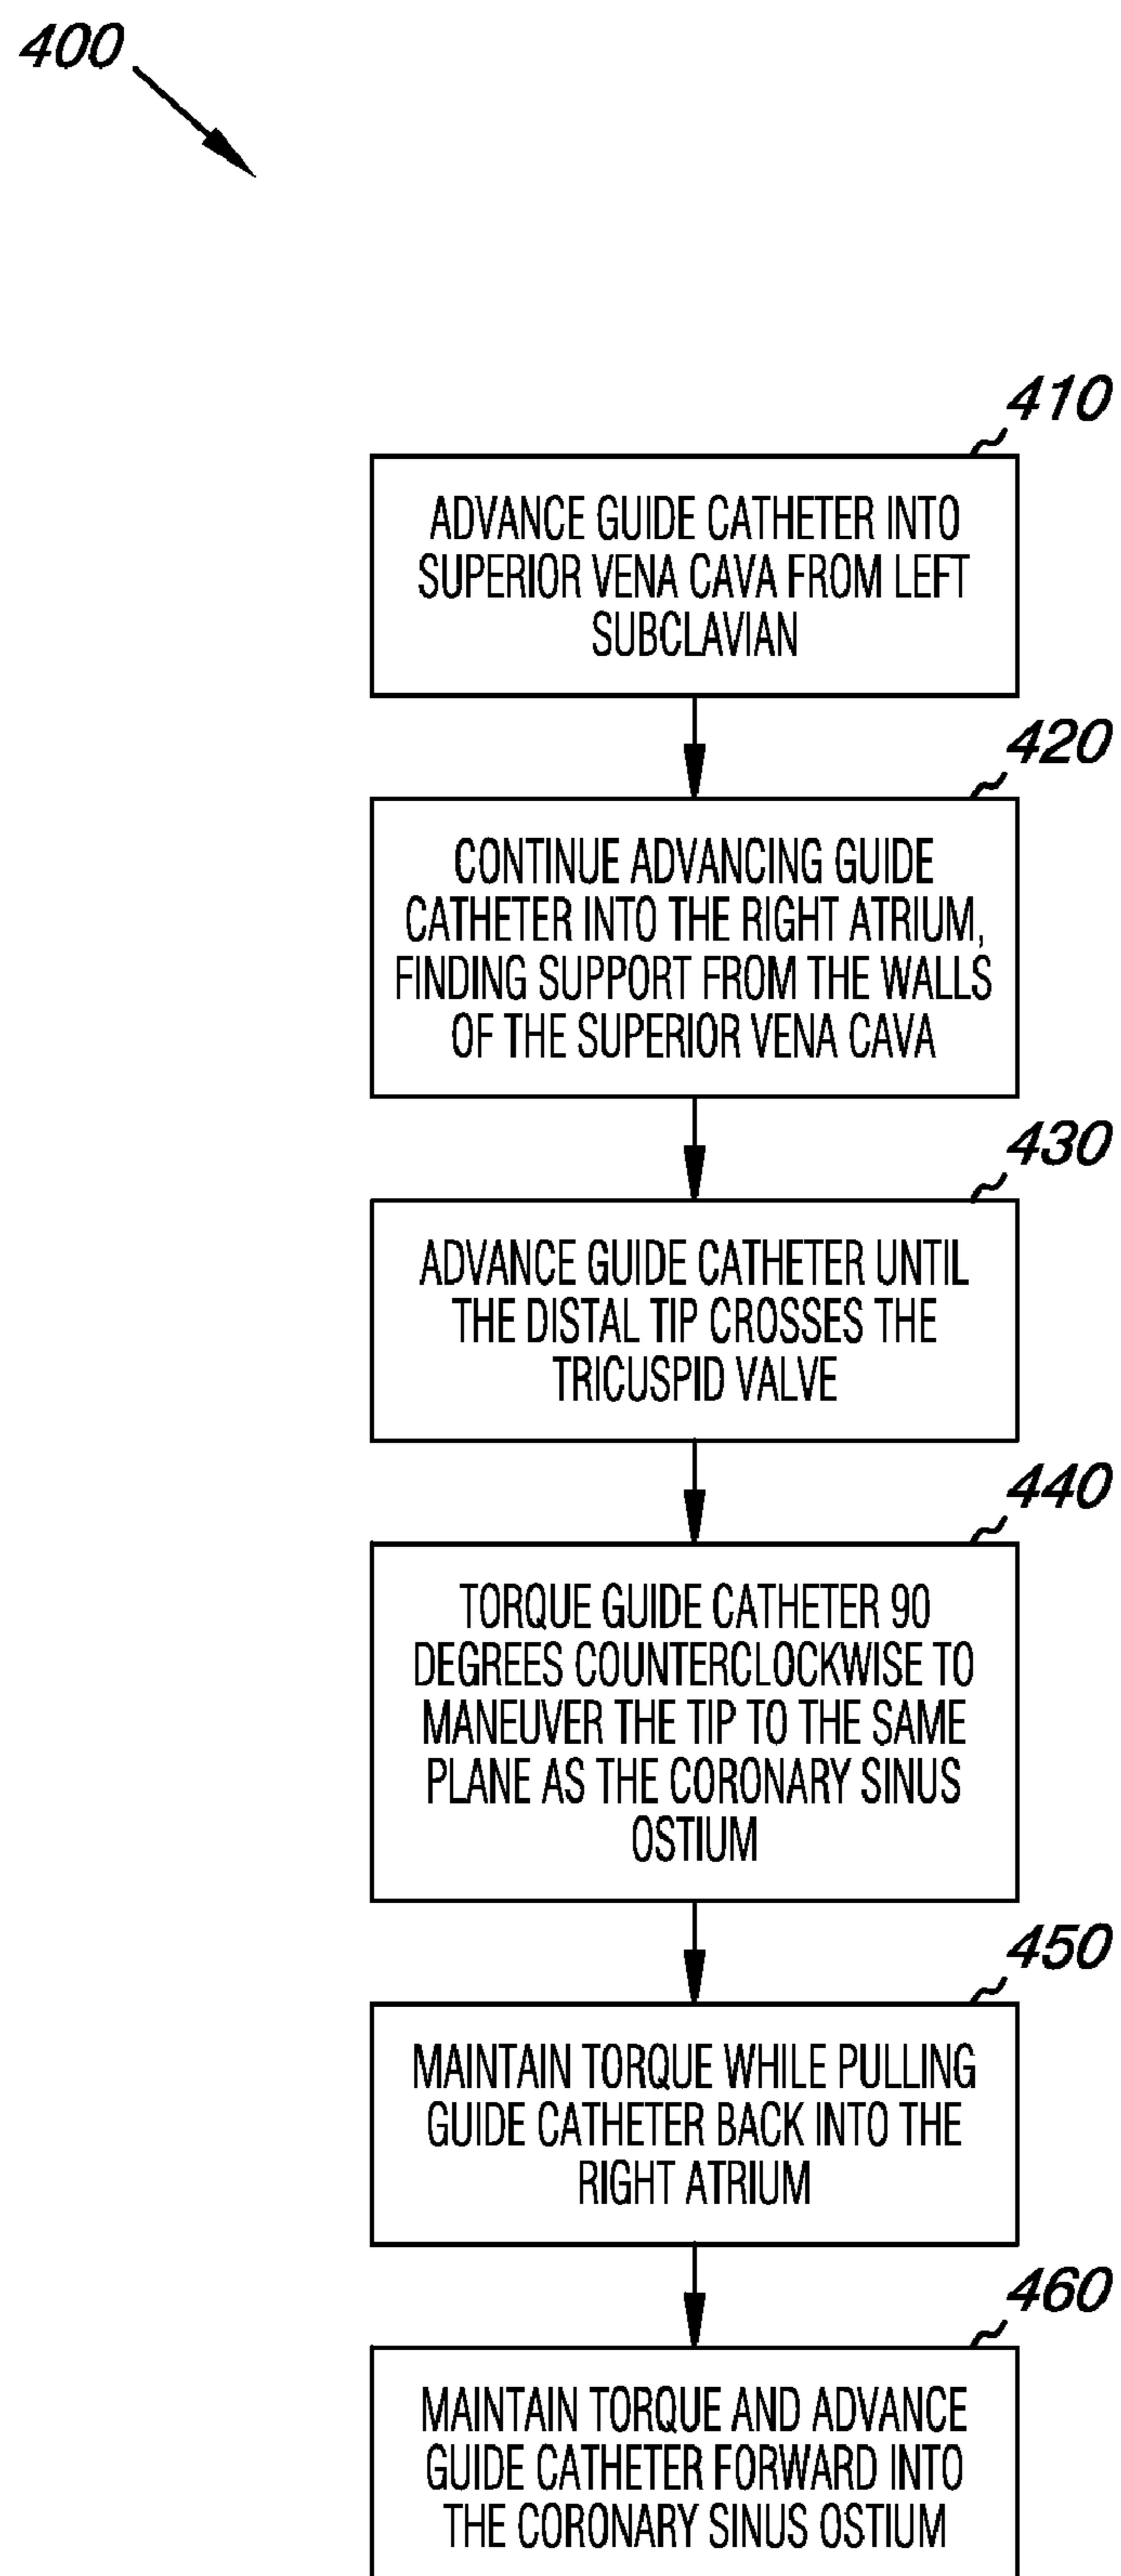 400
410
ADVANCE GUIDE CATHETER INTO
SUPERIOR VENA CAVA FROM LEFT
SUBCLAVIAN
420
CONTINUE ADVANCING GUIDE
CATHETER INTO THE RIGHT ATRIUM,
FINDING SUPPORT FROM THE WALLS
OF THE SUPERIOR VENA CAVA
430
ADVANCE GUIDE CATHETER UNTIL
THE DISTAL TIP CROSSES THE
TRICUSPID VALVE
440
TORQUE GUIDE CATHETER 90
DEGREES COUNTERCLOCKWISE TO
MANEUVER THE TIP TO THE SAME
PLANE AS THE CORONARY SINUS
OSTIUM
450
MAINTAIN TORQUE WHILE PULLING
GUIDE CATHETER BACK INTO THE
RIGHT ATRIUM
460
MAINTAIN TORQUE AND ADVANCE
GUIDE CATHETER FORWARD INTO
THE CORONARY SINUS OSTIUM